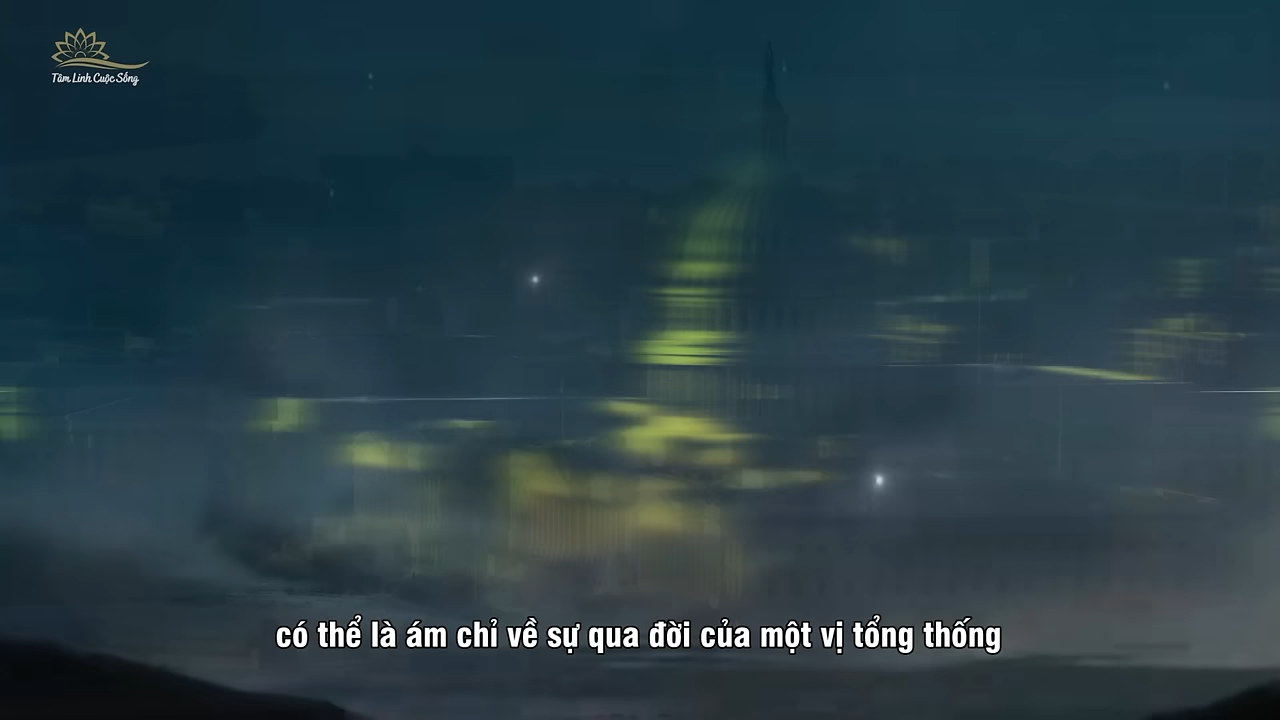 Tâm Linh Cuộc Sống
có thể là ám chỉ về sự qua đời của một vị tổng thống